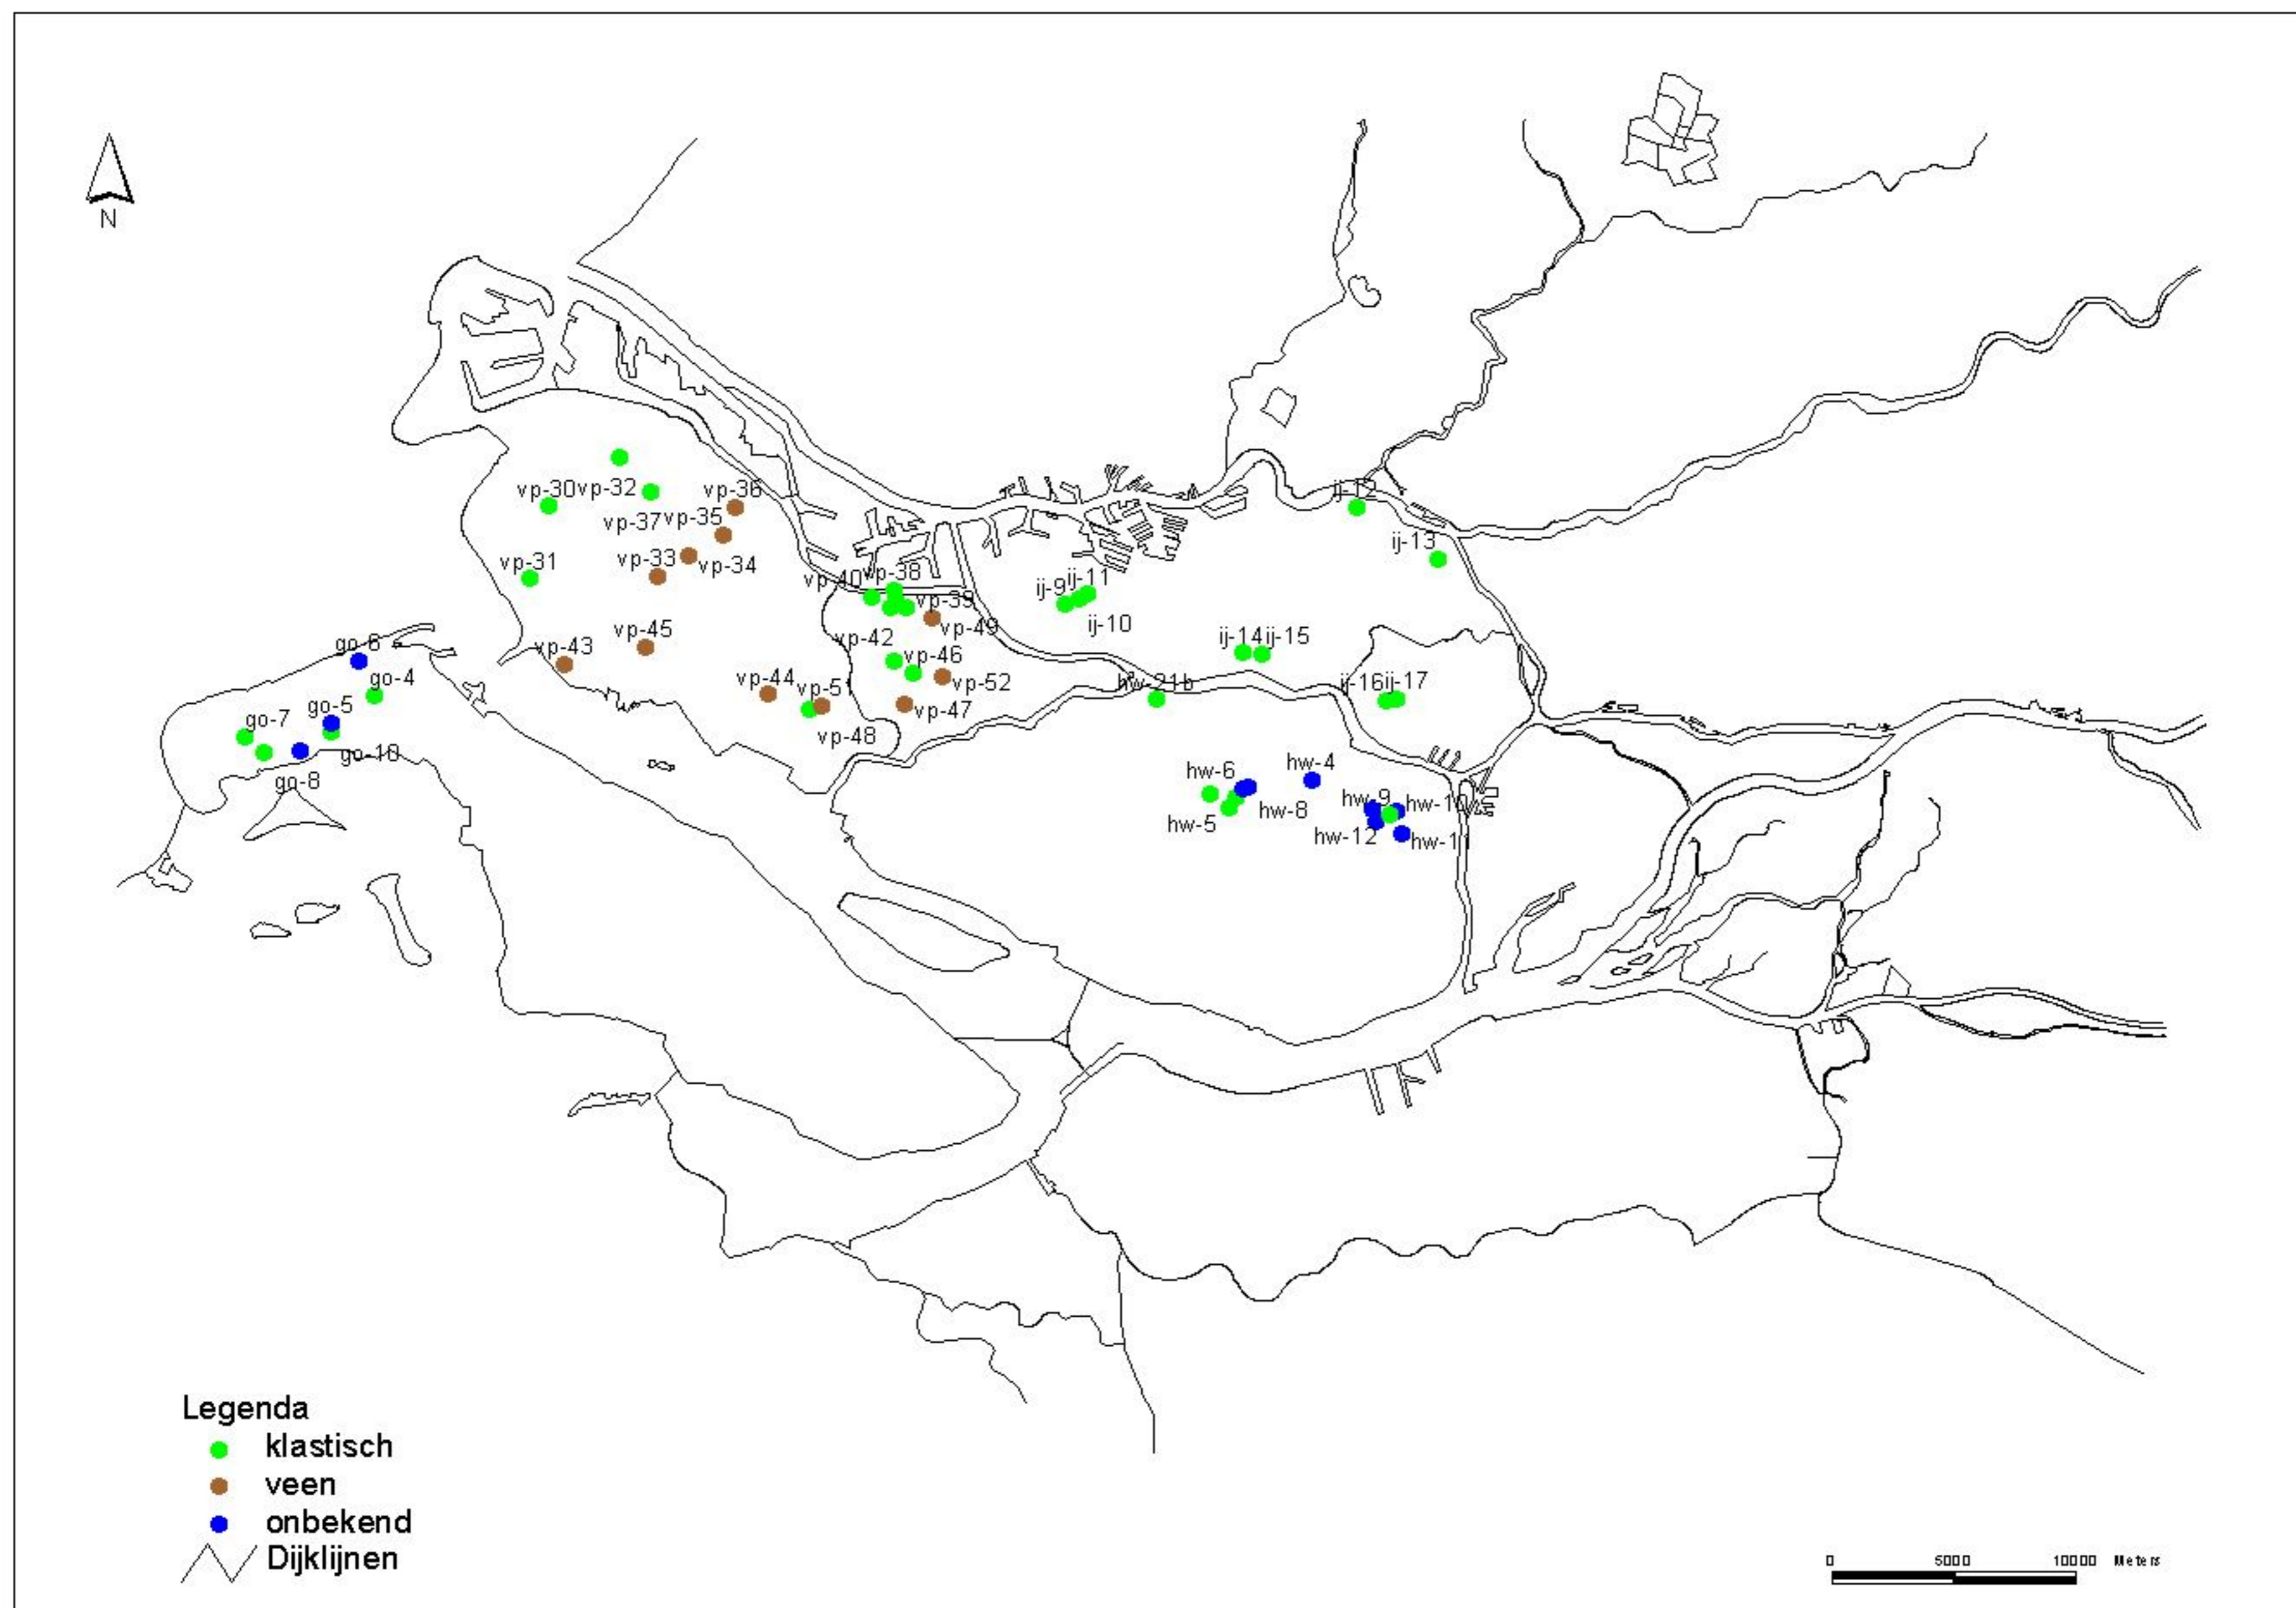 N
vp-30
vp-32
vp-36
ij-12
vp-37
vp-35
ij-13
vp-31
vp-33
vp-34
vp-40
vp-38
ij-9
ij-11
vp-39
ij-10
vp-49
vp-42
go-6
vp-43
vp-45
ij-14
ij-15
vp-46
go-4
vp-44
vp-51
vp-52
hw-21b
ij-16
ij-17
go-7
go-5
vp-47
vp-48
go-10
go-8
hw-6
hw-4
hw-9
hw-10
hw-8
hw-5
hw-12
hw-11
Legenda
klastisch
veen
onbekend
Dijklijnen
0 5000 10000 Meters